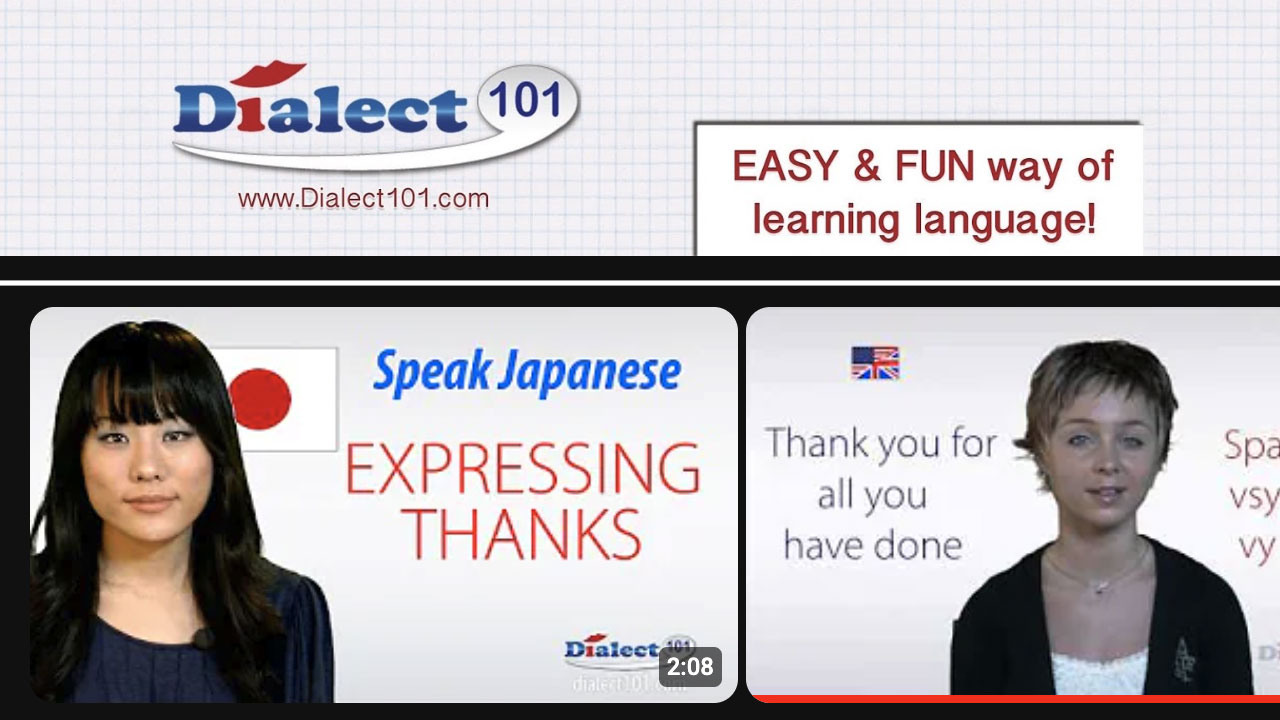 Dialect 101
www.Dialect101.com
EASY & FUN way of
learning language!
Speak Japanese
EXPRESSING
THANKS
Dialect 101
dialect101.com
2:08
Thank you for
all you
have done
Spa
vsy
vy